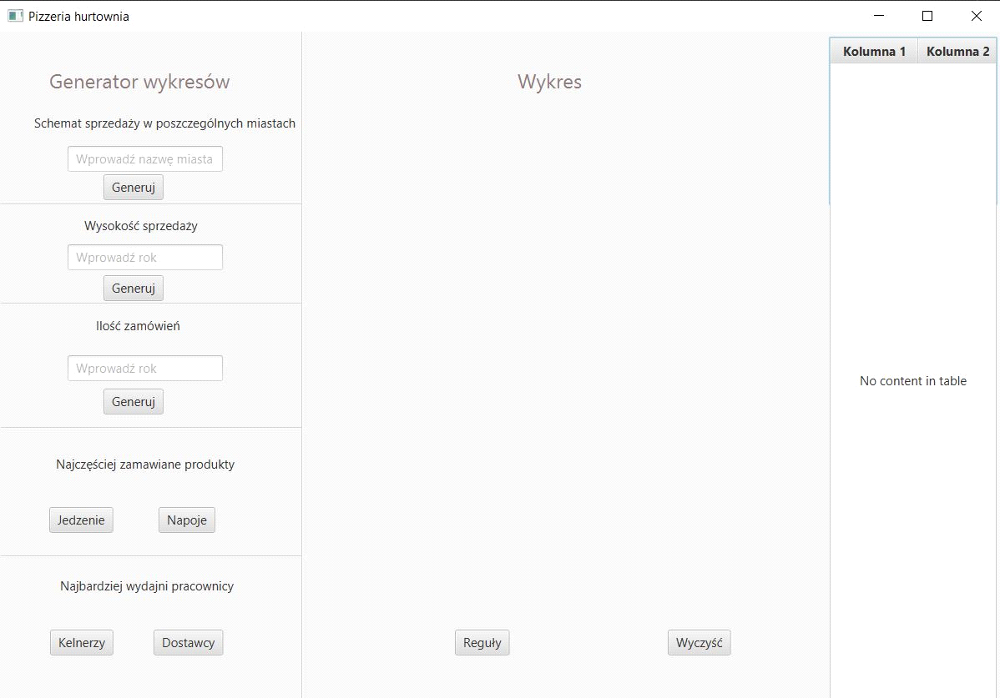 Pizzeria hurtownia
Generator wykresów
Schemat sprzedaży w poszczególnych miastach
Wprowadź nazwę miasta
Generuj
Wysokość sprzedaży
Wprowadź rok
Generuj
Ilość zamówień
Wprowadź rok
Generuj
Najczęściej zamawiane produkty
Jedzenie Napoje
Najbardziej wydajni pracownicy
Kelnerzy Dostawcy
Wykres
Reguły Wyczyść
Kolumna 1 Kolumna 2
No content in table